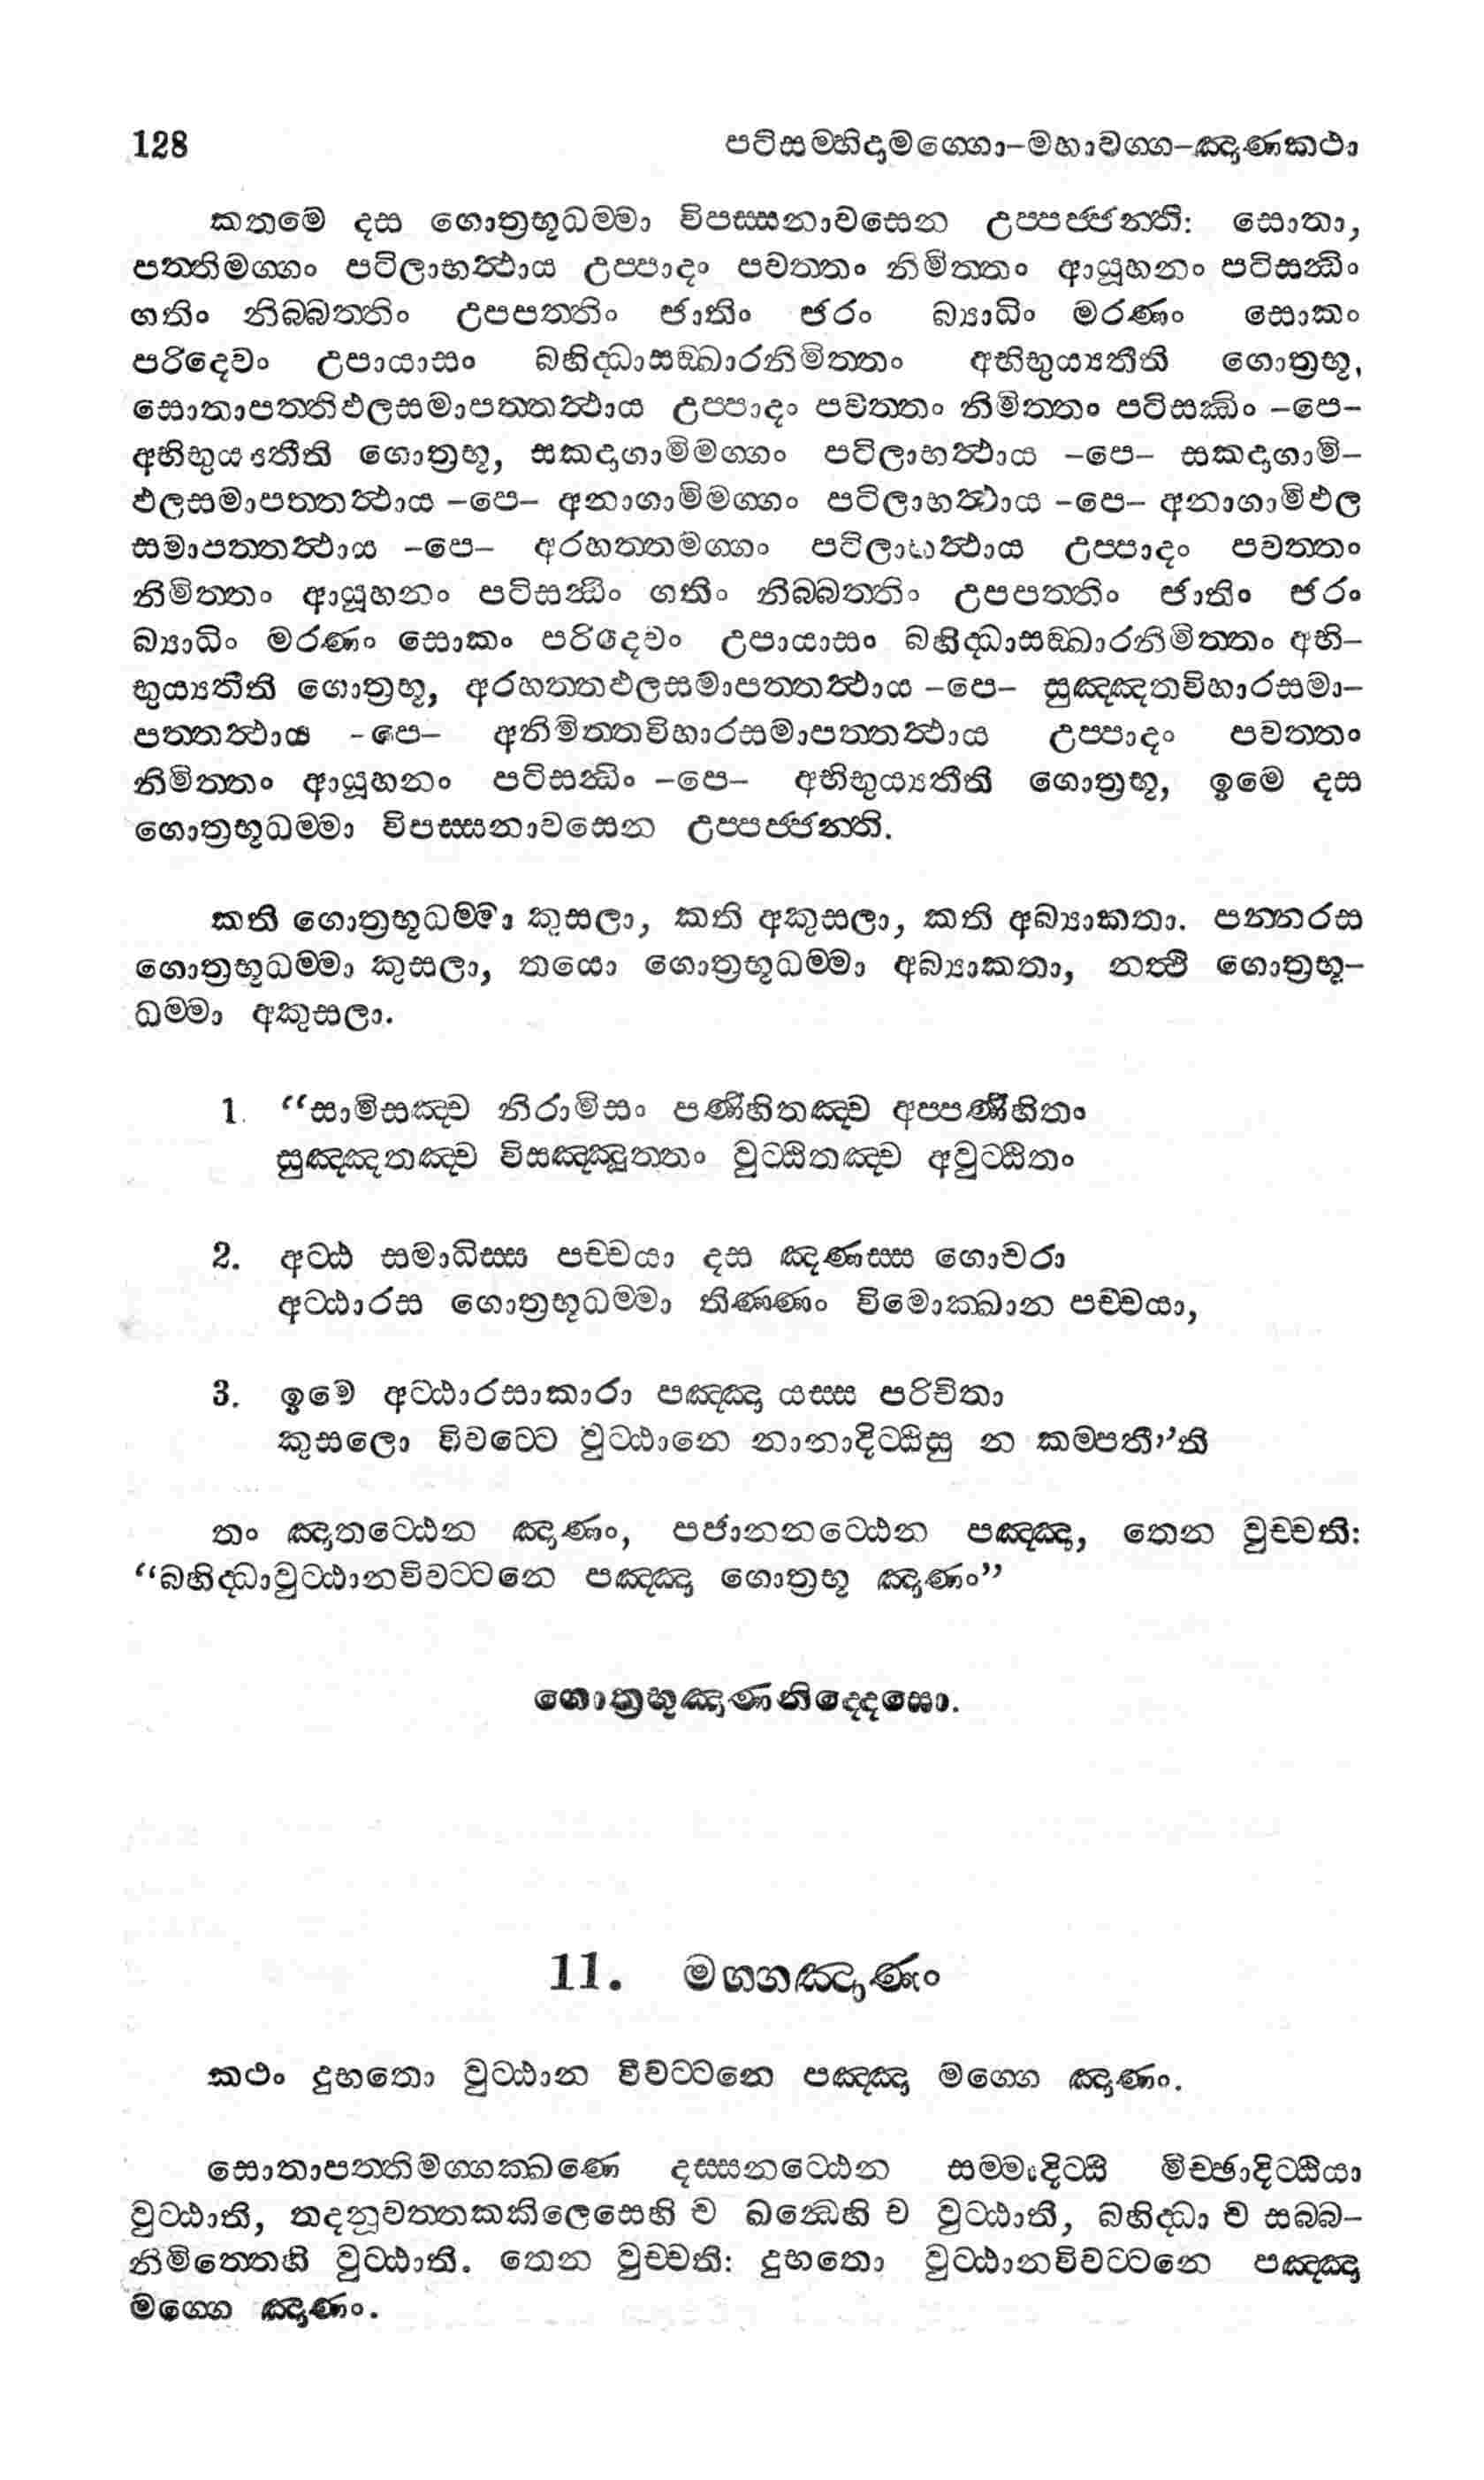 128 පටිසම්භිදාමග්ගො–මහාවග්ග–ඤාණකථා
කතමෙ දස ගොත්‍රභූධම්මා විපස්සනාවසෙන උප්පජ්ජන්ති: සොතා,
පත්තිමග්ගං පටිලාභත්ථාය උප්පාදං පවත්තං නිමිත්තං ආයූහනං පටිසන්ධිං
ගතිං නිබ්බත්තිං උපපත්තිං ජාතිං ජරං බ්‍යාධිං මරණං සොකං
පරිදෙවං උපායාසං බහිද්ධාසඞ්ඛාරනිමිත්තං අභිභුය්‍යතීති ගොත්‍රභූ,
සොතාපත්තිඵලසමාපත්තත්ථාය උප්පාදං පවත්තං නිමිත්තං පටිසන්ධිං –පෙ–
අභිභුය්‍යතීති ගොත්‍රභූ, සකදාගාමිමග්ගං පටිලාභත්ථාය –පෙ– සකදාගාමි–
ඵලසමාපත්තත්ථාය –පෙ– අනාගාමිමග්ගං පටිලාභත්ථාය –පෙ– අනාගාමිඵල
සමාපත්තත්ථාය –පෙ– අරහත්තමග්ගං පටිලාභත්ථාය උප්පාදං පවත්තං
නිමිත්තං ආයූහනං පටිසන්ධිං ගතිං නිබ්බත්තිං උපපත්තිං ජාතිං ජරං
බ්‍යාධිං මරණං සොකං පරිදෙවං උපායාසං බහිද්ධාසඞ්ඛාරනිමිත්තං අභි–
භුය්‍යතීති ගොත්‍රභූ, අරහත්තඵලසමාපත්තත්ථාය –පෙ– සුඤ්ඤතවිහාරසමා–
පත්තත්ථාය –පෙ– අනිමිත්තවිහාරසමාපත්තත්ථාය උප්පාදං පවත්තං
නිමිත්තං ආයූහනං පටිසන්ධිං –පෙ– අභිභුය්‍යතීති ගොත්‍රභූ, ඉමෙ දස
ගොත්‍රභූධම්මා විපස්සනාවසෙන උප්පජ්ජන්ති.
කති ගොත්‍රභූධම්මා කුසලා, කති අකුසලා, කති අබ්‍යාකතා. පන්නරස
ගොත්‍රභූධම්මා කුසලා, තයො ගොත්‍රභූධම්මා අබ්‍යාකතා, නත්ථි ගොත්‍රභූ–
ධම්මා අකුසලා.
1. “සාමිසඤ්ච නිරාමිසං පණිහිතඤ්ච අප්පණිහිතං
සුඤ්ඤතඤ්ච විසඤ්ඤුත්තං වුට්ඨිතඤ්ච අවුට්ඨිතං
2. අට්ඨ සමාධිස්ස පච්චයා දස ඤණස්ස ගොචරා
අට්ඨාරස ගොත්‍රභූධම්මා තිණ්ණං විමොක්ඛාන පච්චයා,
3. ඉමෙ අට්ඨාරසාකාරා පඤ්ඤා යස්ස පරිචිතා
කුසලො විවට්ටෙ වුට්ඨානෙ නානාදිට්ඨිසු න කම්පතී”ති
තං ඤාතට්ඨෙන ඤාණං, පජානනට්ඨෙන පඤ්ඤා, තෙන වුච්චති:
“බහිද්ධාවුට්ඨානවිවට්ටනෙ පඤ්ඤා ගොත්‍රභූ ඤාණං”
ගොත්‍රභූඤාණනිද්දෙසො.
11. මග්ගඤාණං
කථං දුභතො වුට්ඨාන විවට්ටනෙ පඤ්ඤා මග්ගෙ ඤාණං.
සොතාපත්තිමග්ගක්ඛණෙ දස්සනට්ඨෙන සම්මාදිට්ඨි මිච්ඡාදිට්ඨියා
වුට්ඨාති, තදනුවත්තකකිලෙසෙහි ච ඛන්ධෙහි ච වුට්ඨාති, බහිද්ධා ච සබ්බ–
නිමිත්තෙහි වුට්ඨාති. තෙන වුච්චති: දුභතො වුට්ඨානවිවට්ටනෙ පඤ්ඤා
මග්ගෙ ඤාණං.